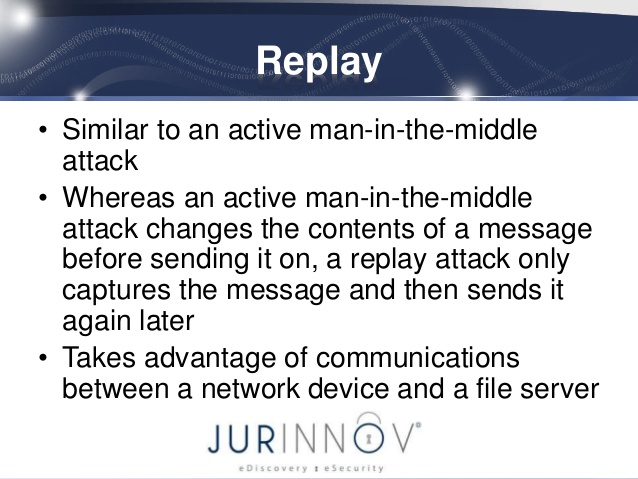 Replay
• Similar to an active man-in-the-middle
attack
• Whereas an active man-in-the-middle
attack changes the contents of a message
before sending it on, a replay attack only
captures the message and then sends it
again later
• Takes advantage of communications
between a network device and a file server
JURINNOV®
eDiscovery : eSecurity